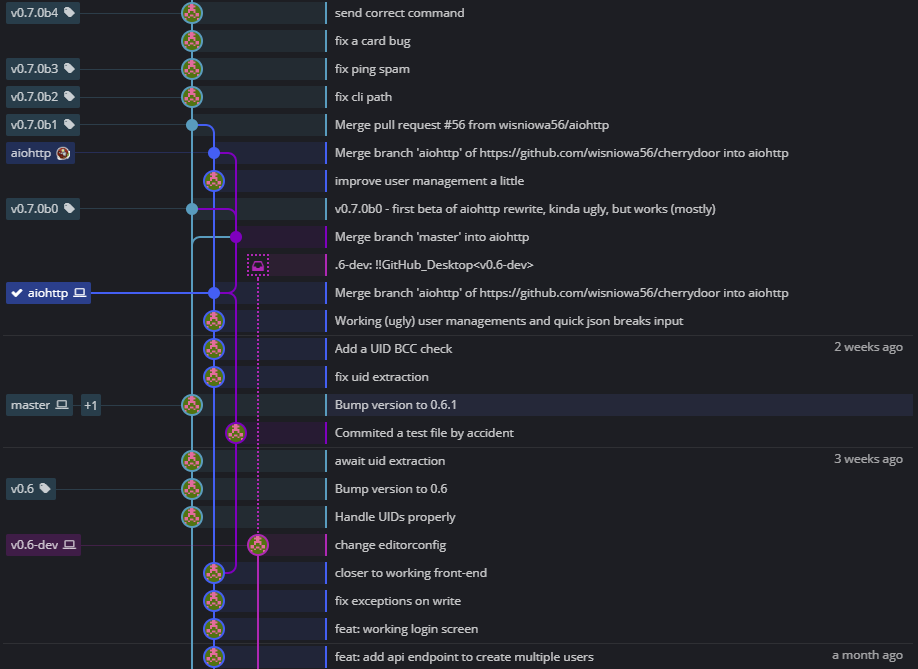 v0.7.0b4 send correct command
fix a card bug
v0.7.0b3 fix ping spam
v0.7.0b2 fix cli path
v0.7.0b1 Merge pull request #56 from wisniowa56/aiohttp
aiohttp Merge branch 'aiohttp' of https://github.com/wisniowa56/cherrydoor into aiohttp
improve user management a little
v0.7.0b0 v0.7.0b0 - first beta of aiohttp rewrite, kinda ugly, but works (mostly)
Merge branch 'master' into aiohttp
.6-dev: !!GitHub_Desktop<v0.6-dev>
aiohttp Merge branch 'aiohttp' of https://github.com/wisniowa56/cherrydoor into aiohttp
Working (ugly) user managements and quick json breaks input
Add a UID BCC check 2 weeks ago
fix uid extraction
master +1 Bump version to 0.6.1
Commited a test file by accident
await uid extraction 3 weeks ago
v0.6 Bump version to 0.6
Handle UIDs properly
v0.6-dev change editorconfig
closer to working front-end
fix exceptions on write
feat: working login screen
feat: add api endpoint to create multiple users a month ago